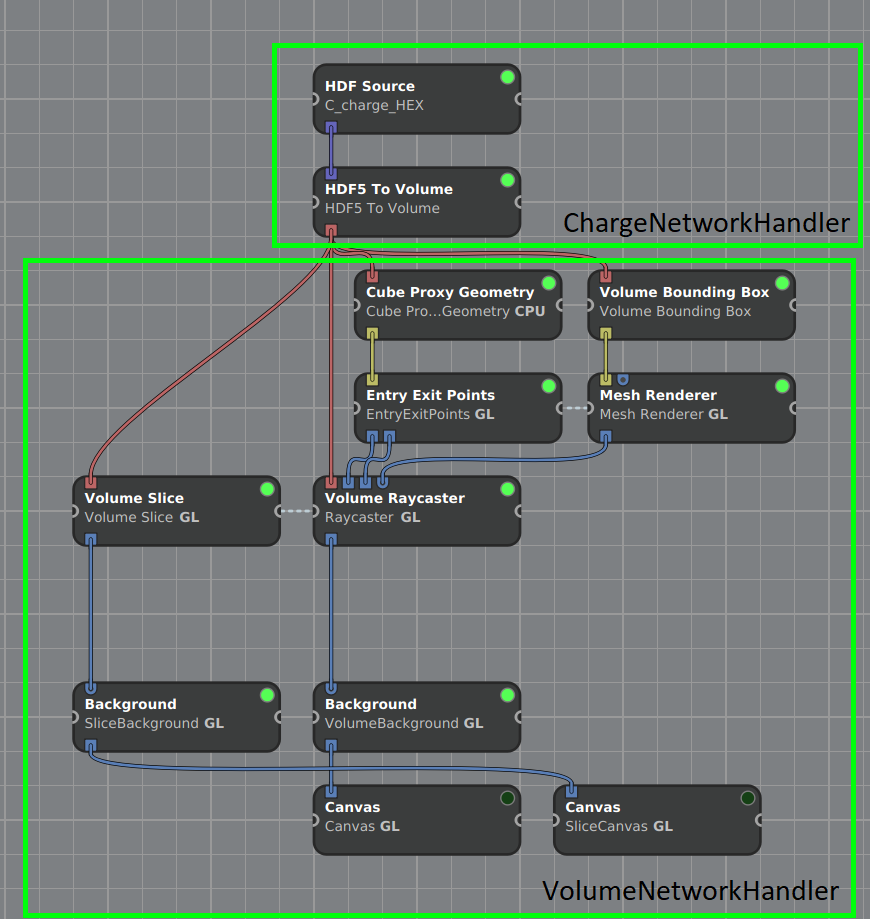 HDF Source
C_charge_HEX
HDF5 To Volume
HDF5 To Volume
ChargeNetworkHandler
Cube Proxy Geometry
Cube Pro...Geometry CPU
Volume Bounding Box
Volume Bounding Box
Entry Exit Points
EntryExitPoints GL
Mesh Renderer
Mesh Renderer GL
Volume Slice
Volume Slice GL
Volume Raycaster
Raycaster GL
Background
SliceBackground GL
Background
VolumeBackground GL
Canvas
Canvas GL
Canvas
SliceCanvas GL
VolumeNetworkHandler